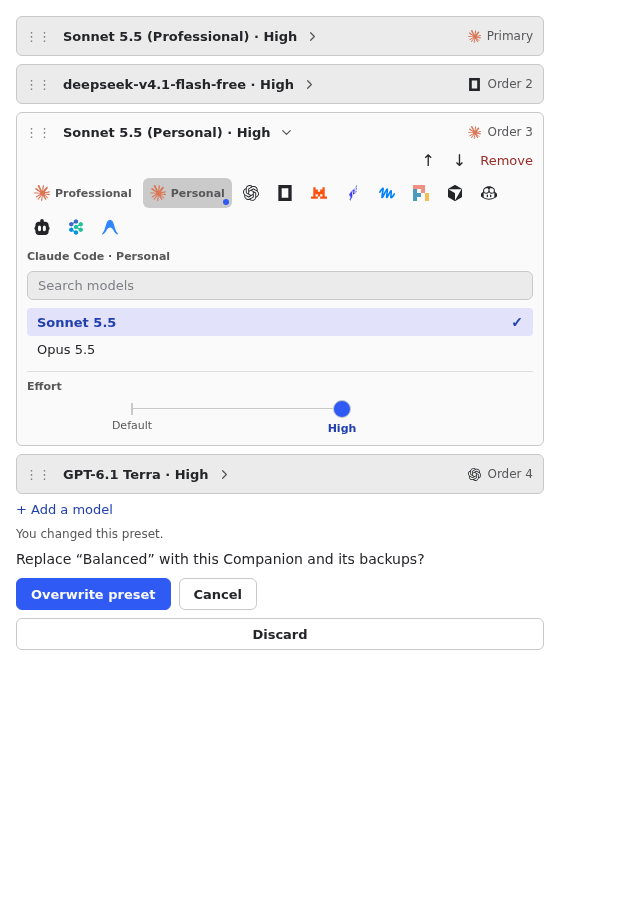 Sonnet 5.5 (Professional) · High
Primary
deepseek-v4.1-flash-free · High
Order 2
Sonnet 5.5 (Personal) · High
Order 3
↑ ↓ Remove
Professional
Personal
Claude Code · Personal
Search models
Sonnet 5.5 ✓
Opus 5.5
Effort
Default
High
GPT-6.1 Terra · High
Order 4
+ Add a model
You changed this preset.
Replace “Balanced” with this Companion and its backups?
Overwrite preset
Cancel
Discard